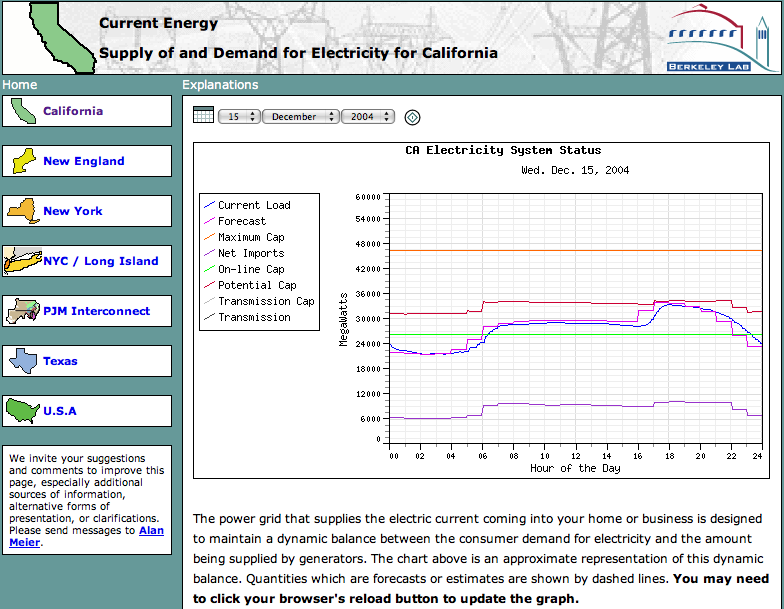 Current Energy
Supply of and Demand for Electricity for California
BERKELEY LAB
Home
Explanations
California
New England
New York
NYC / Long Island
PJM Interconnect
Texas
U.S.A
We invite your suggestions
and comments to improve this
page, especially additional
sources of information,
alternative forms of
presentation, or clarifications.
Please send messages to Alan
Meier.
15 December 2004
CA Electricity System Status
Wed. Dec. 15, 2004
Current Load
Forecast
Maximum Cap
Net Imports
On-line Cap
Potential Cap
Transmission Cap
Transmission
MegaWatts
60000
54000
48000
42000
36000
30000
24000
18000
12000
6000
0
00 02 04 06 08 10 12 14 16 18 20 22 24
Hour of the Day
The power grid that supplies the electric current coming into your home or business is designed
to maintain a dynamic balance between the consumer demand for electricity and the amount
being supplied by generators. The chart above is an approximate representation of this dynamic
balance. Quantities which are forecasts or estimates are shown by dashed lines. You may need
to click your browser's reload button to update the graph.